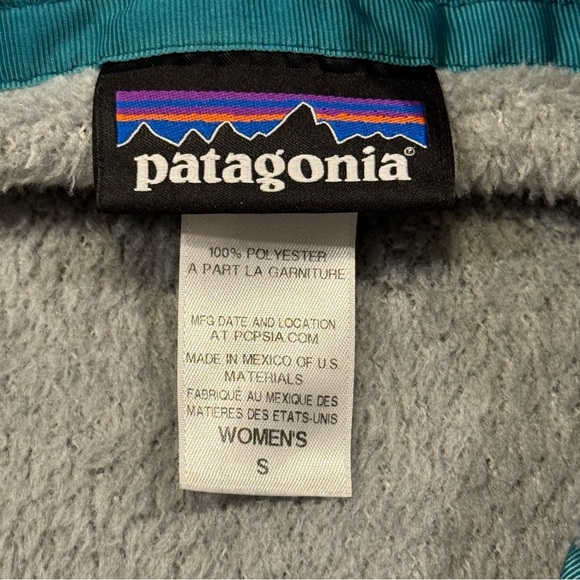 patagonia®
100% POLYESTER
A PART LA GARNITURE
MFG DATE AND LOCATION
AT PCPSIA.COM
MADE IN MEXICO OF U.S.
MATERIALS
FABRIQUÉ AU MEXIQUE DES
MATIÈRES DES ETATS-UNIS
WOMEN'S
S